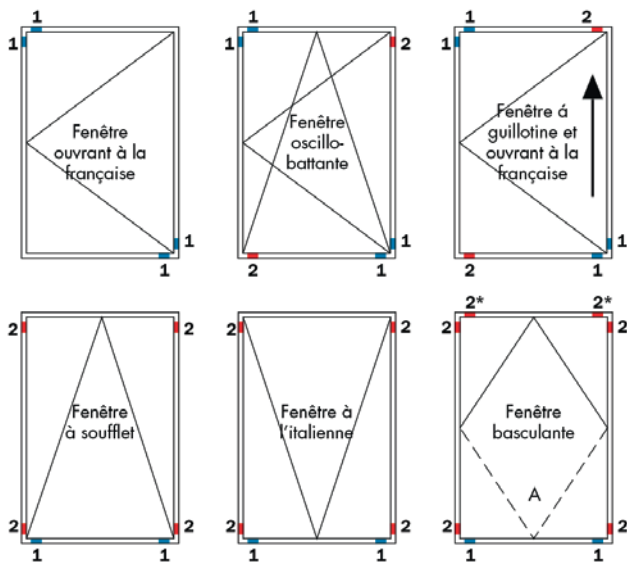 1
1
Fenêtre
ouvrant à la
française
1
1
1
1
2
Fenêtre
oscillo-
battante
1
2
1
1
2
1
Fenêtre á
guillotine et
ouvrant à la
française
1
2
1
2
2
Fenêtre
à soufflet
2
2
1
1
2
2
Fenêtre à
l'italienne
2
2
1
1
2*
2*
2
2
Fenêtre
basculante
A
2
2
1
1